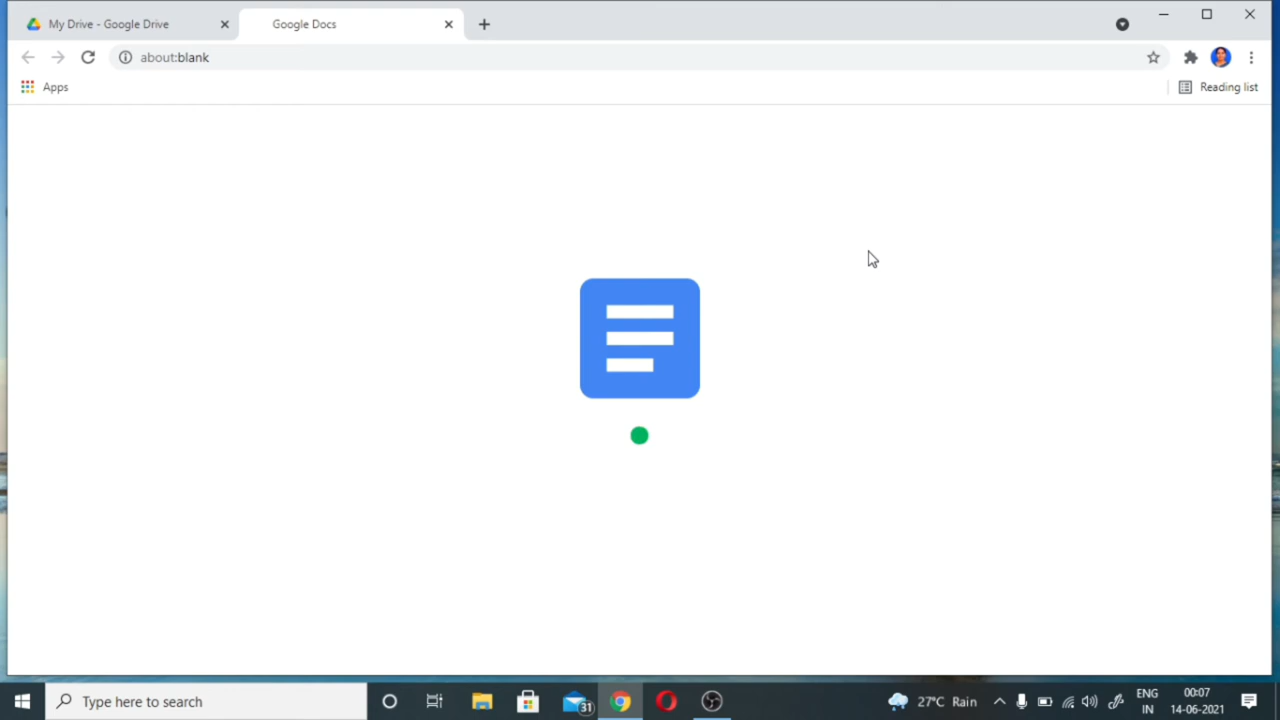 My Drive - Google Drive
Google Docs
about:blank
Apps
Reading list
Type here to search
31
27°C Rain
ENG
IN
00:07
14-06-2021